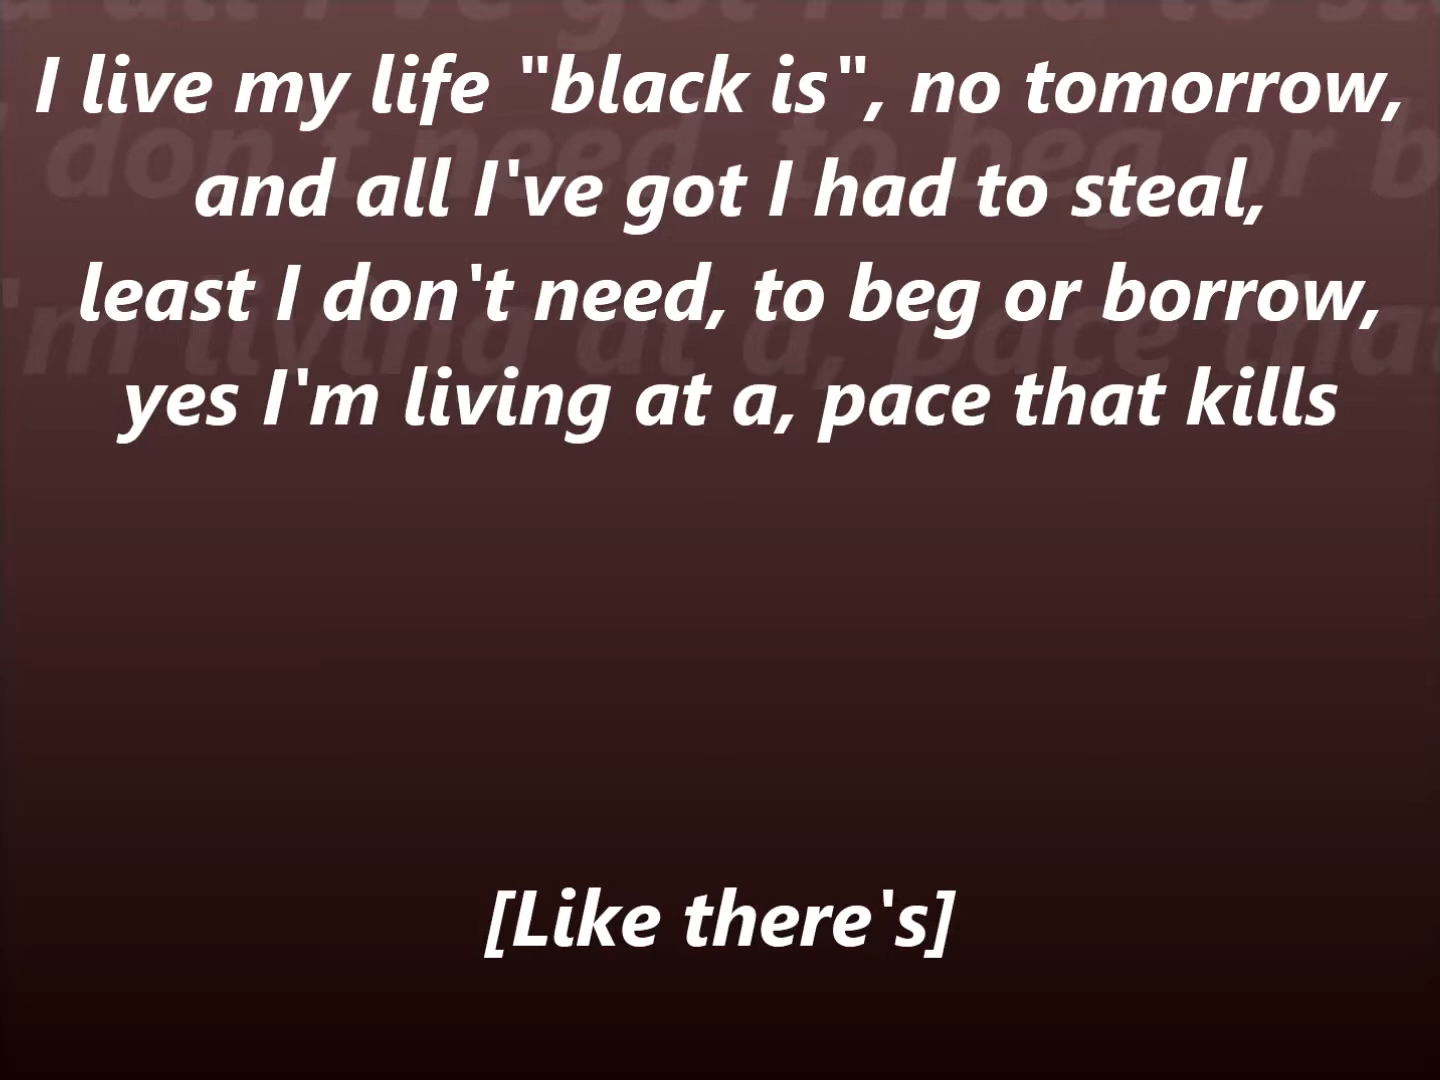 I live my life "black is", no tomorrow,
and all I've got I had to steal,
least I don't need, to beg or borrow,
yes I'm living at a, pace that kills
[Like there's]